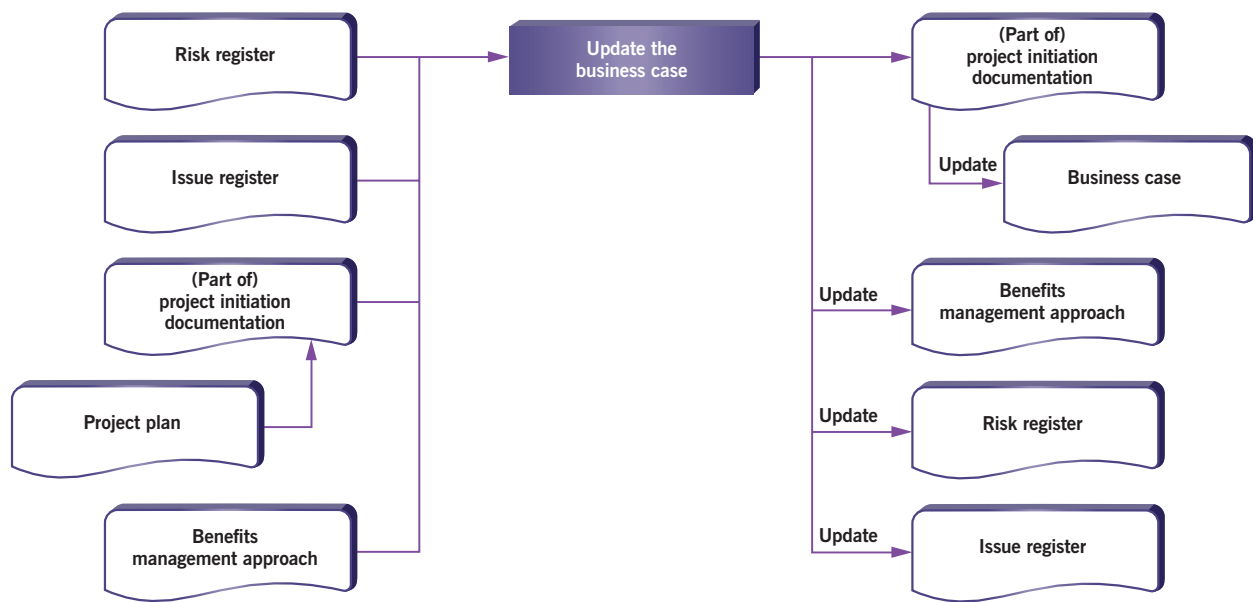 Risk register
Issue register
(Part of)
project initiation
documentation
Project plan
Benefits
management approach
Update the
business case
(Part of)
project initiation
documentation
Update
Business case
Update
Benefits
management approach
Update
Risk register
Update
Issue register